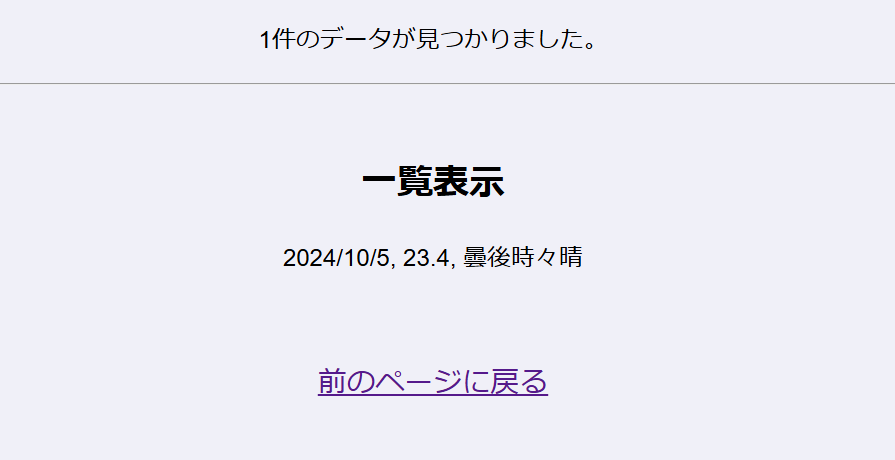 1件のデータが見つかりました。
一覧表示
2024/10/5, 23.4, 曇後時々晴
前のページに戻る